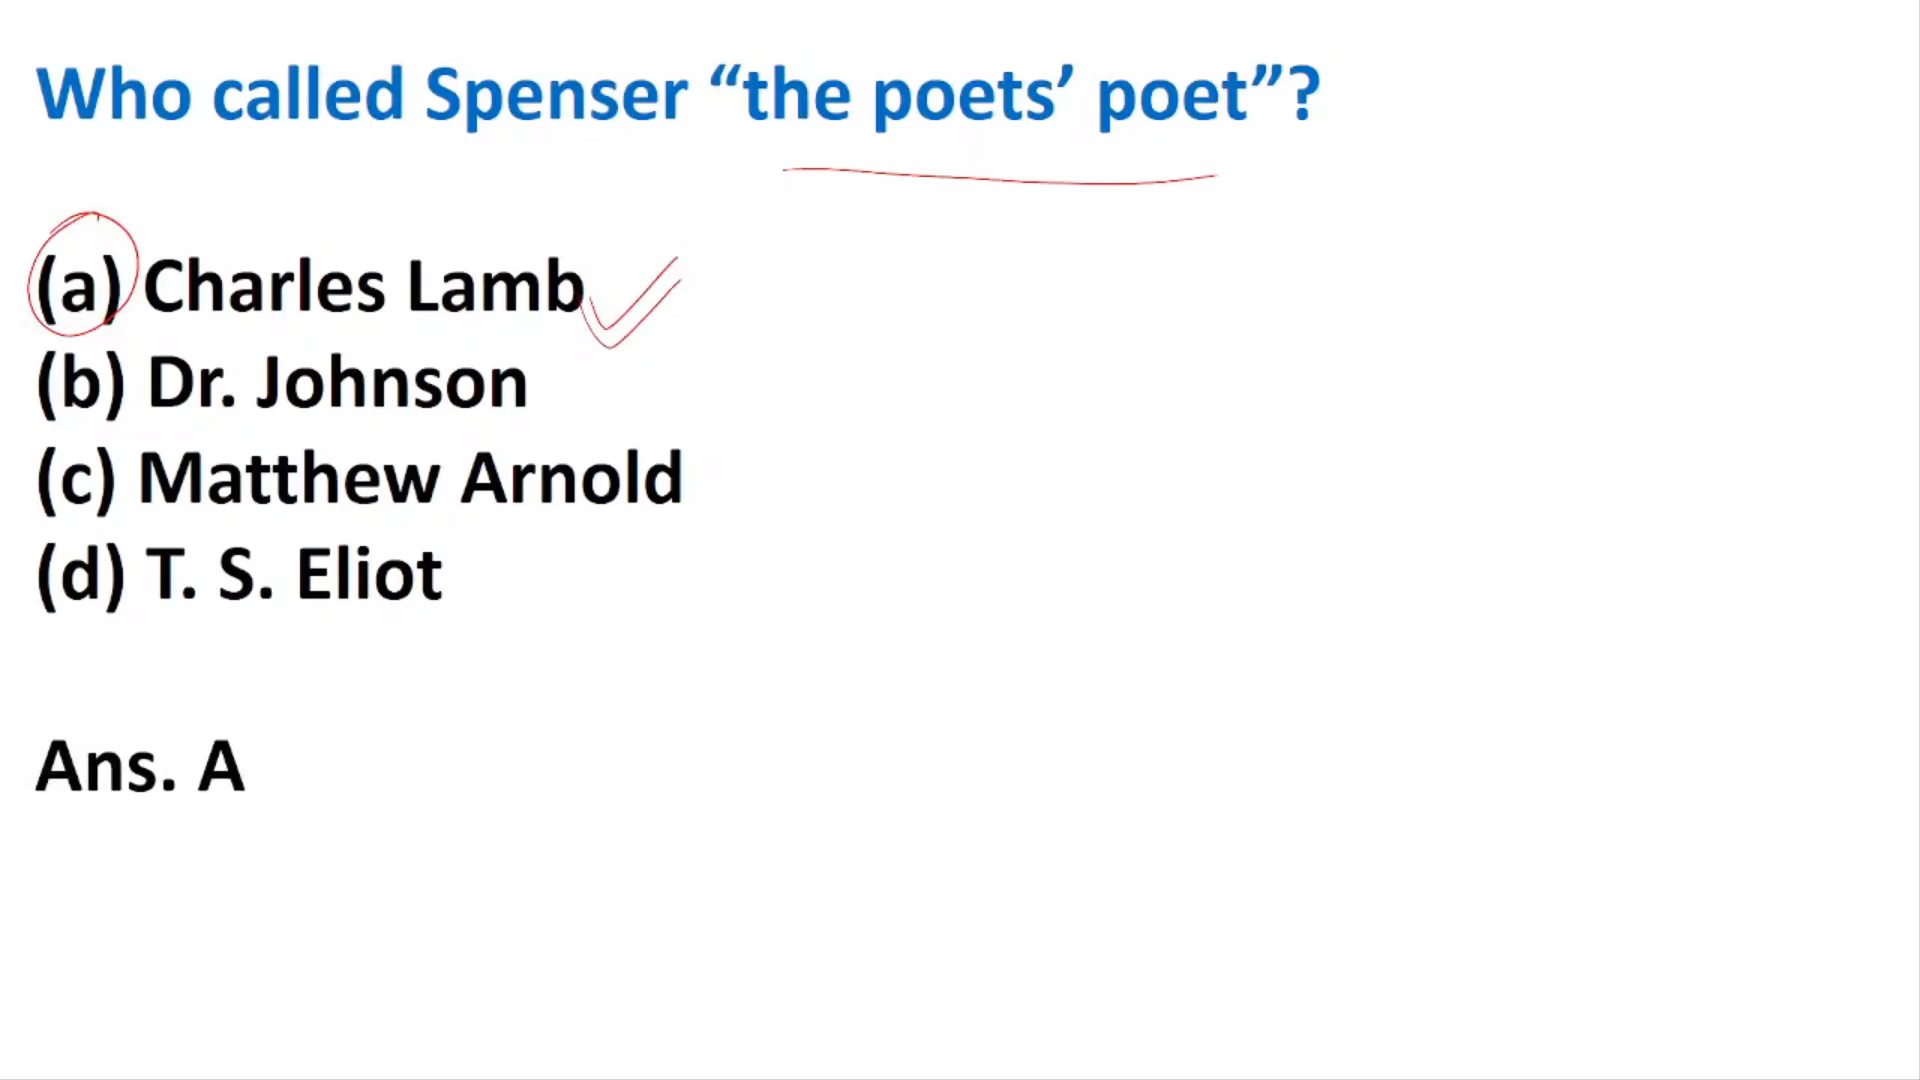 Who called Spenser “the poets’ poet”?
(a) Charles Lamb
(b) Dr. Johnson
(c) Matthew Arnold
(d) T. S. Eliot
Ans. A